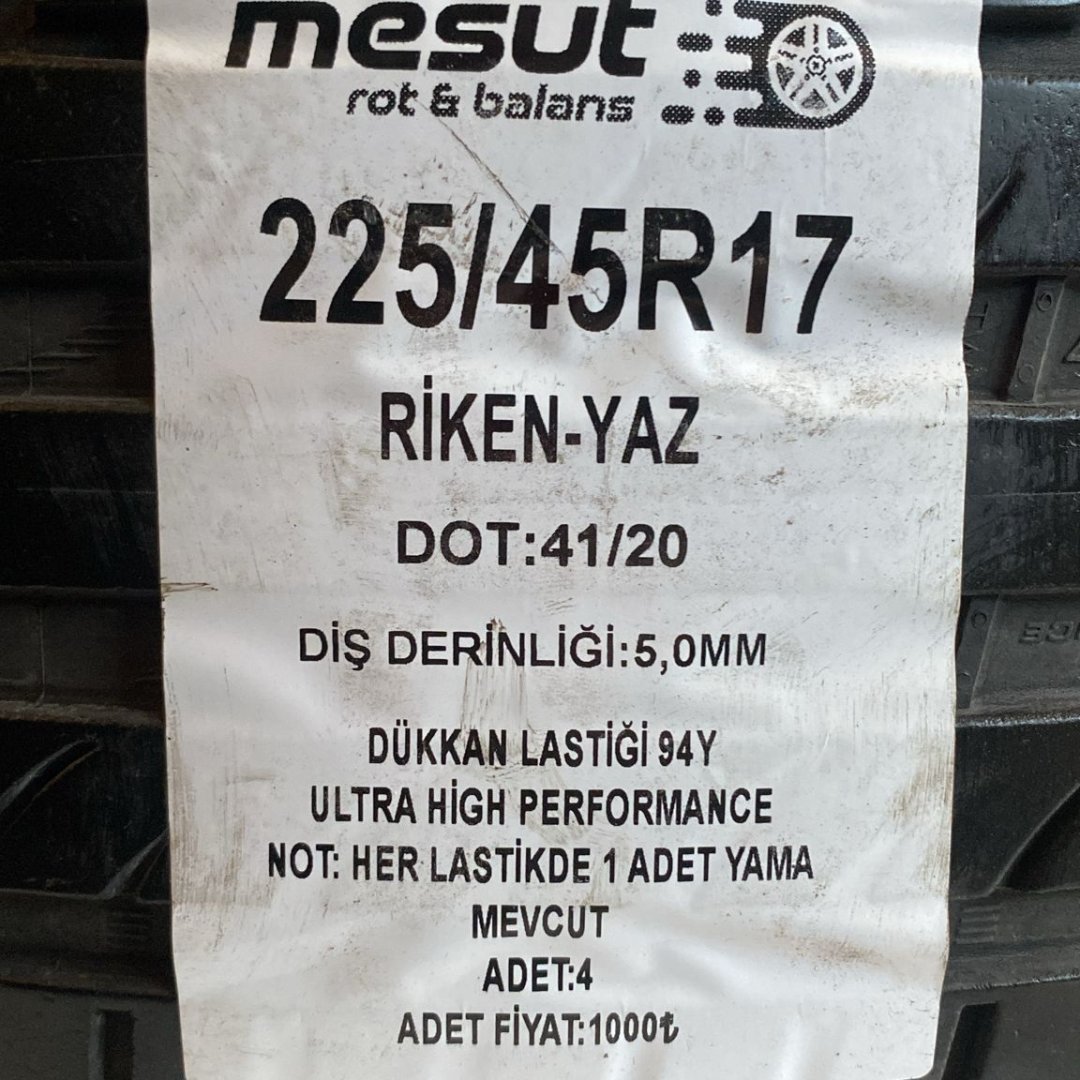 mesut
rot & balans
225/45R17
RİKEN-YAZ
DOT:41/20
DİŞ DERİNLİĞİ:5,0MM
DÜKKAN LASTİĞİ 94Y
ULTRA HİGH PERFORMANCE
NOT: HER LASTİKDE 1 ADET YAMA
MEVCUT
ADET:4
ADET FİYAT:1000₺